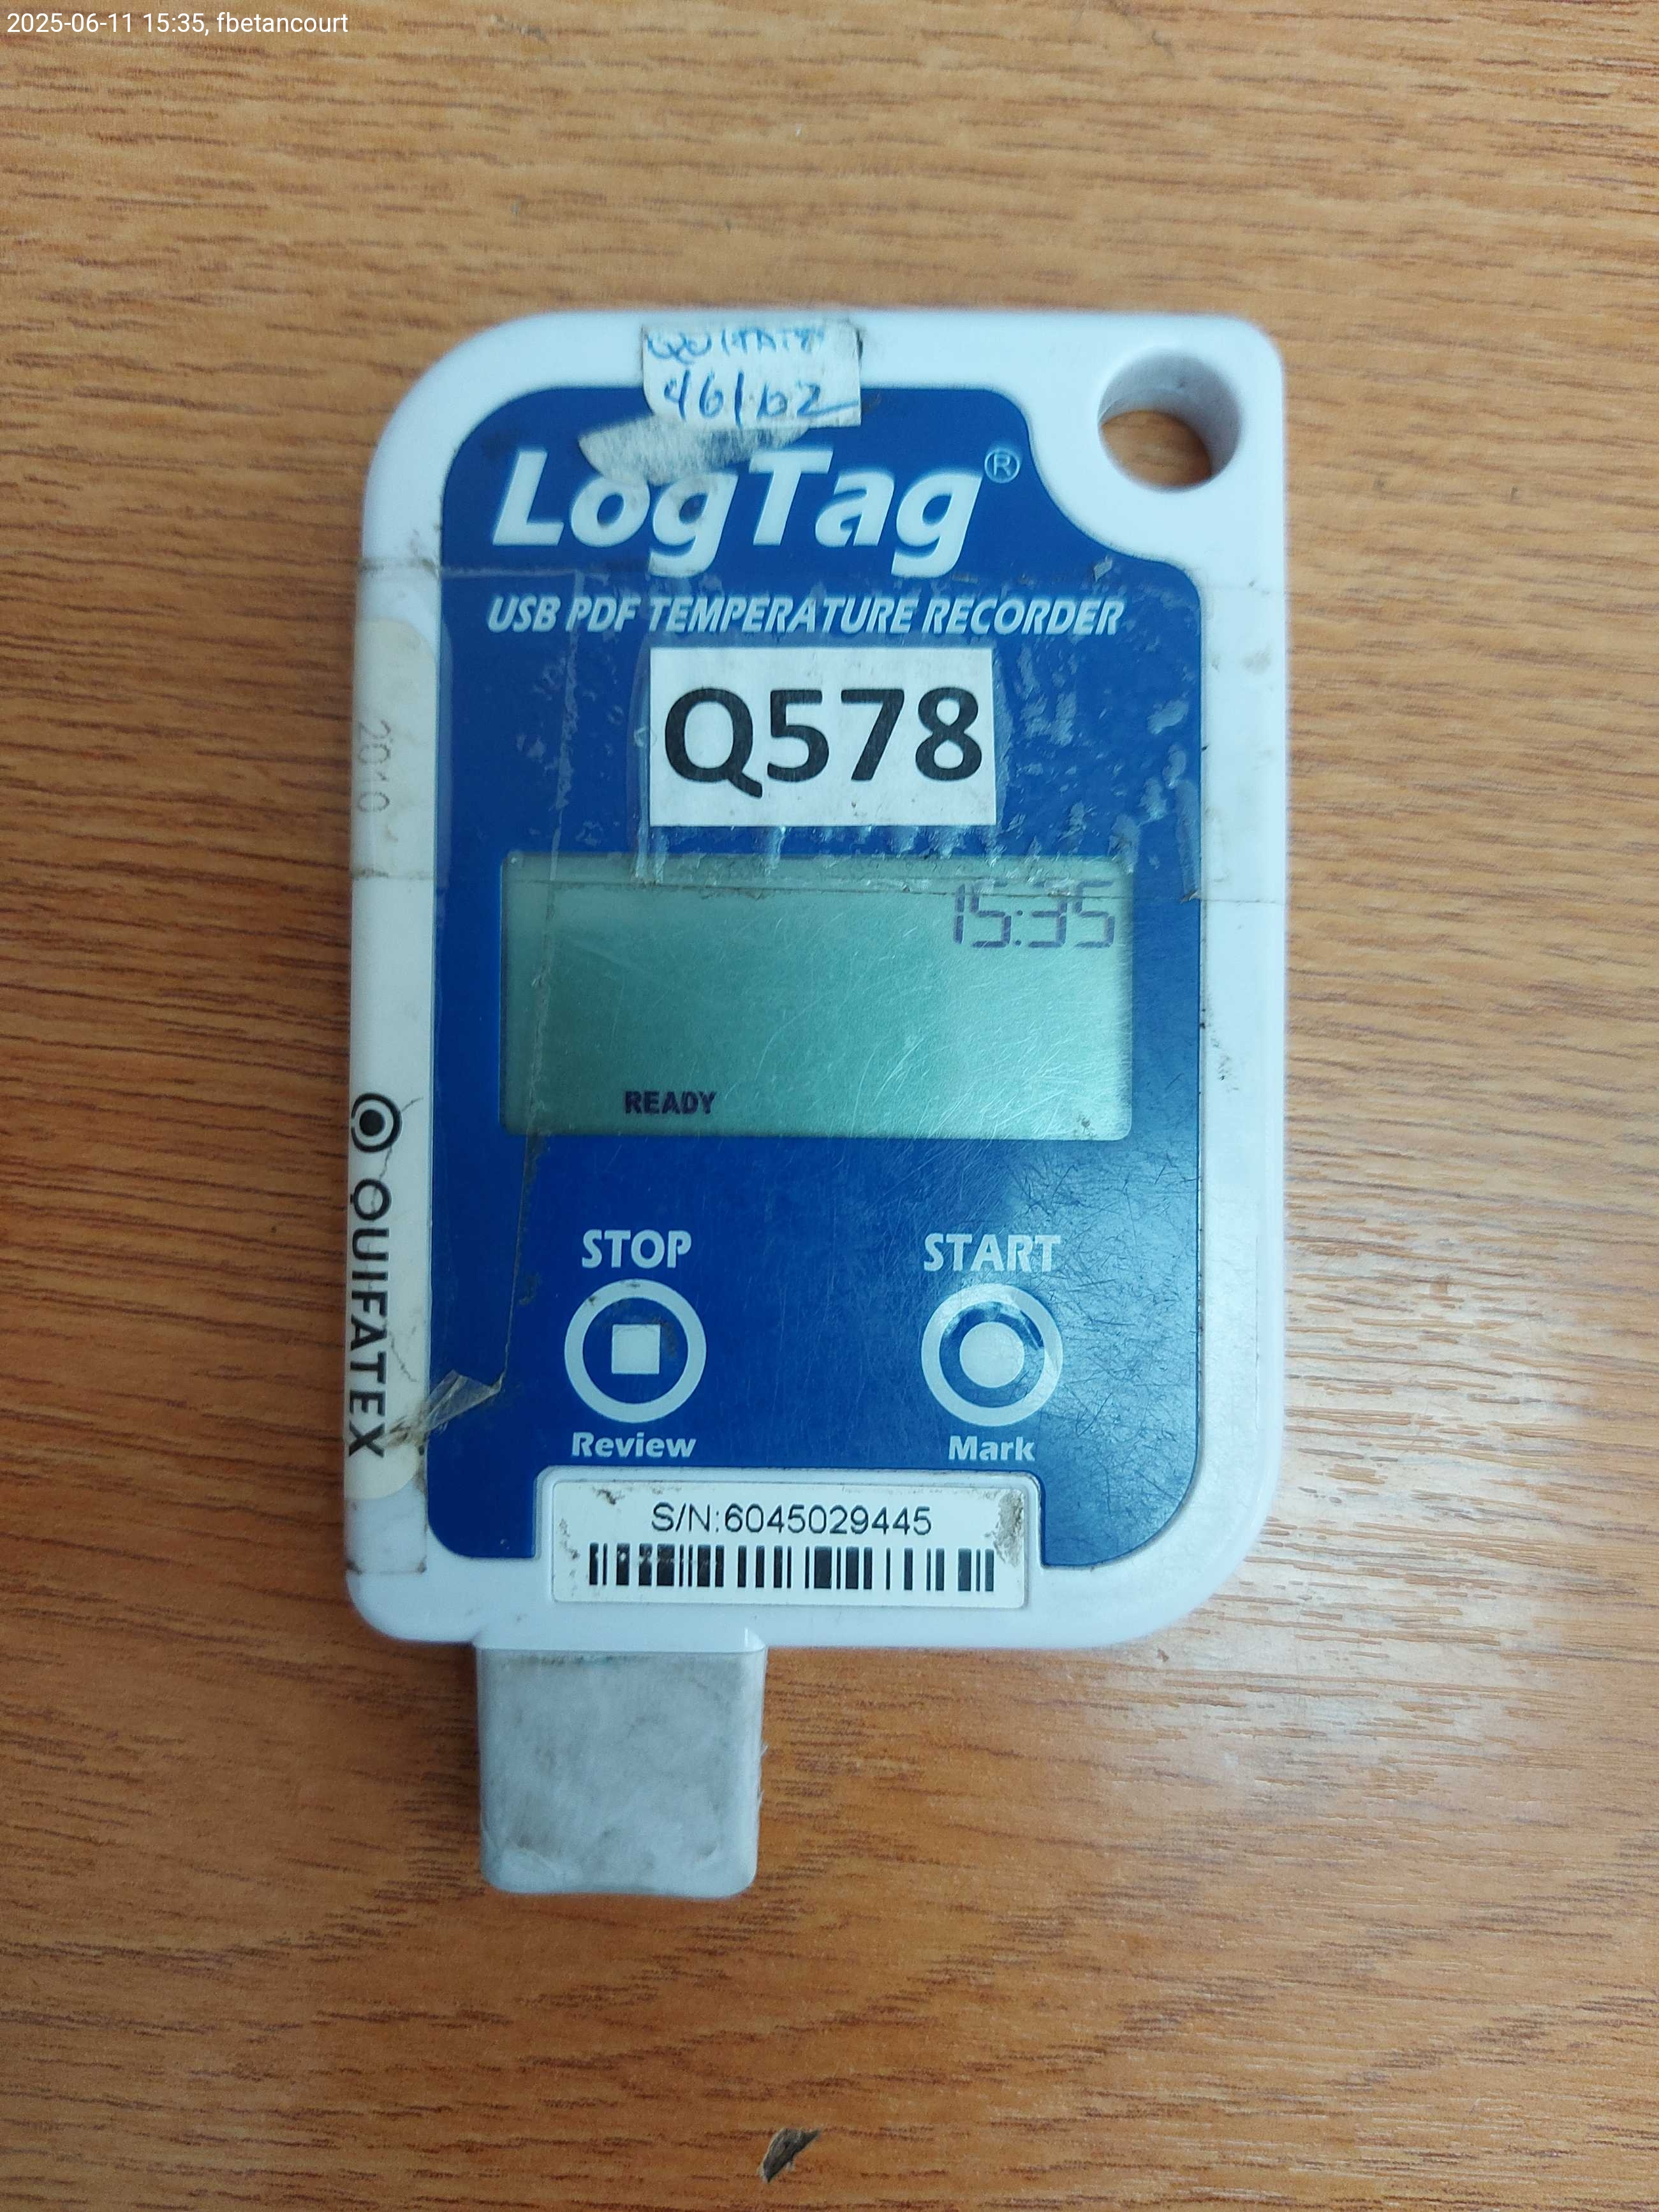 2025-06-11 15:35, fbetancourt
LogTag®
USB PDF TEMPERATURE RECORDER
Q578
15:35
READY
2010
QUIFATEX
STOP
START
Review
Mark
S/N:6045029445